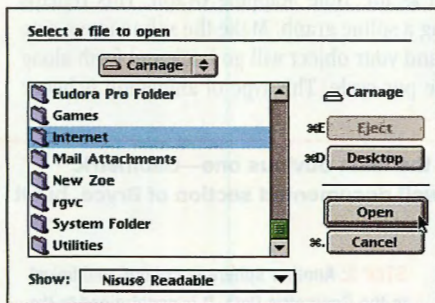 Select a file to open
Carnage
Carnage
Eudora Pro Folder
Games
Internet
Mail Attachments
New Zoe
rgvc
System Folder
Utilities
⌘E Eject
⌘D Desktop
Open
⌘. Cancel
Show: Nisus® Readable